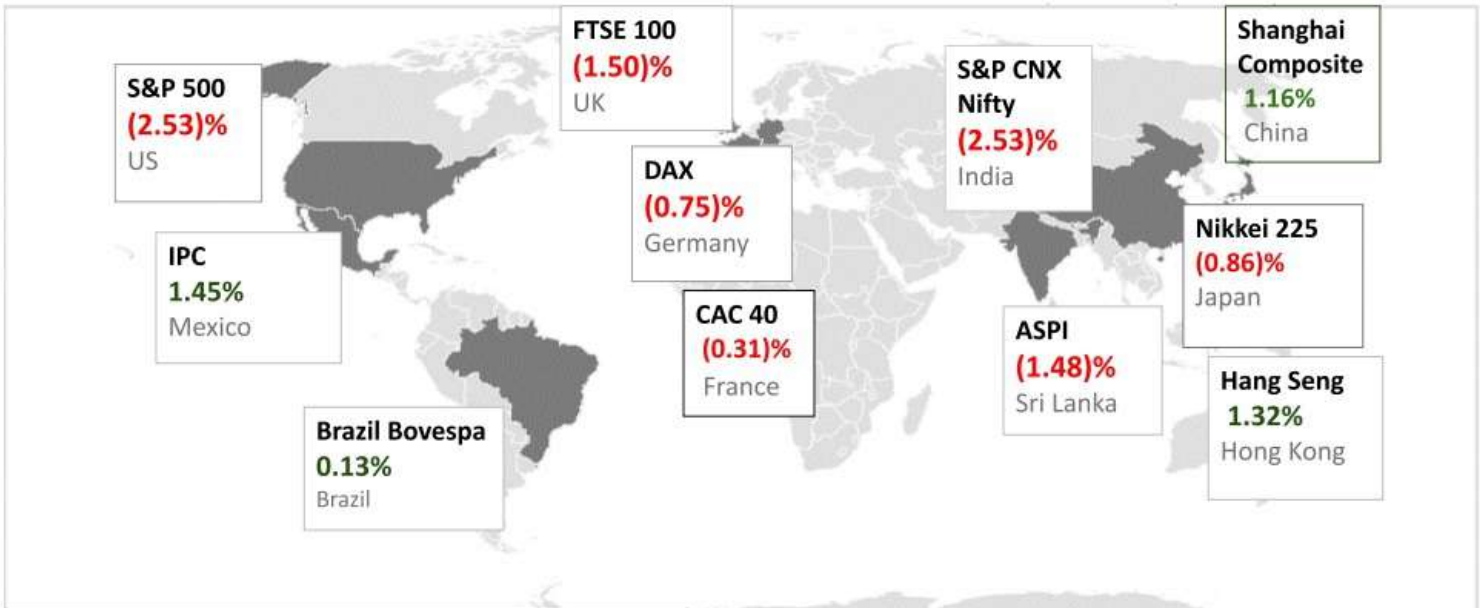 S&P 500
(2.53)%
US
FTSE 100
(1.50)%
UK
S&P CNX
Nifty
(2.53)%
India
Shanghai
Composite
1.16%
China
DAX
(0.75)%
Germany
IPC
1.45%
Mexico
Nikkei 225
(0.86)%
Japan
CAC 40
(0.31)%
France
ASPI
(1.48)%
Sri Lanka
Hang Seng
1.32%
Hong Kong
Brazil Bovespa
0.13%
Brazil